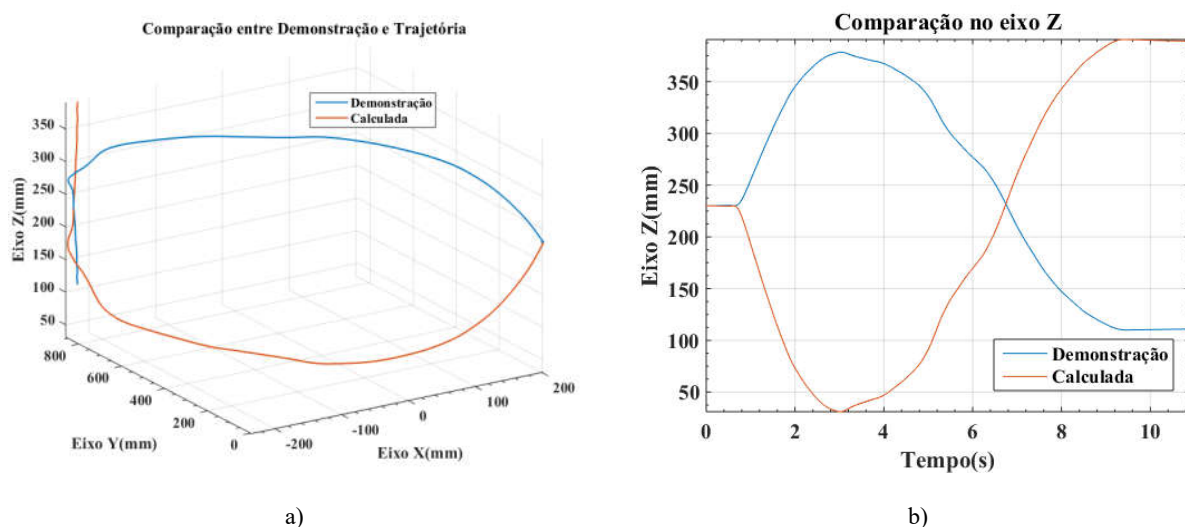 Comparação entre Demonstração e Trajetória
Demonstração
Calculada
350
300
250
200
150
100
50
Eixo Z(mm)
800
600
400
200
0
Eixo Y(mm)
-200
-100
0
100
200
Eixo X(mm)
a)
Comparação no eixo Z
350
300
250
200
150
100
50
Eixo Z(mm)
Demonstração
Calculada
0
2
4
6
8
10
Tempo(s)
b)